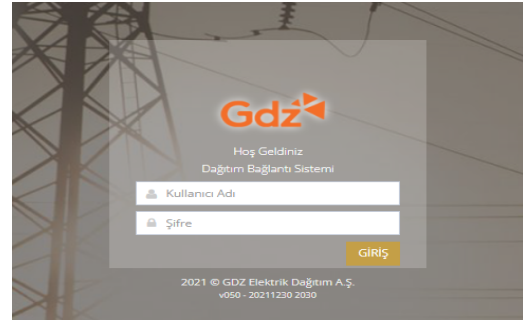 Gdz
Hoş Geldiniz
Dağıtım Bağlantı Sistemi
Kullanıcı Adı
Şifre
GİRİŞ
2021 © GDZ Elektrik Dağıtım A.Ş.
v050 - 20211230 2030